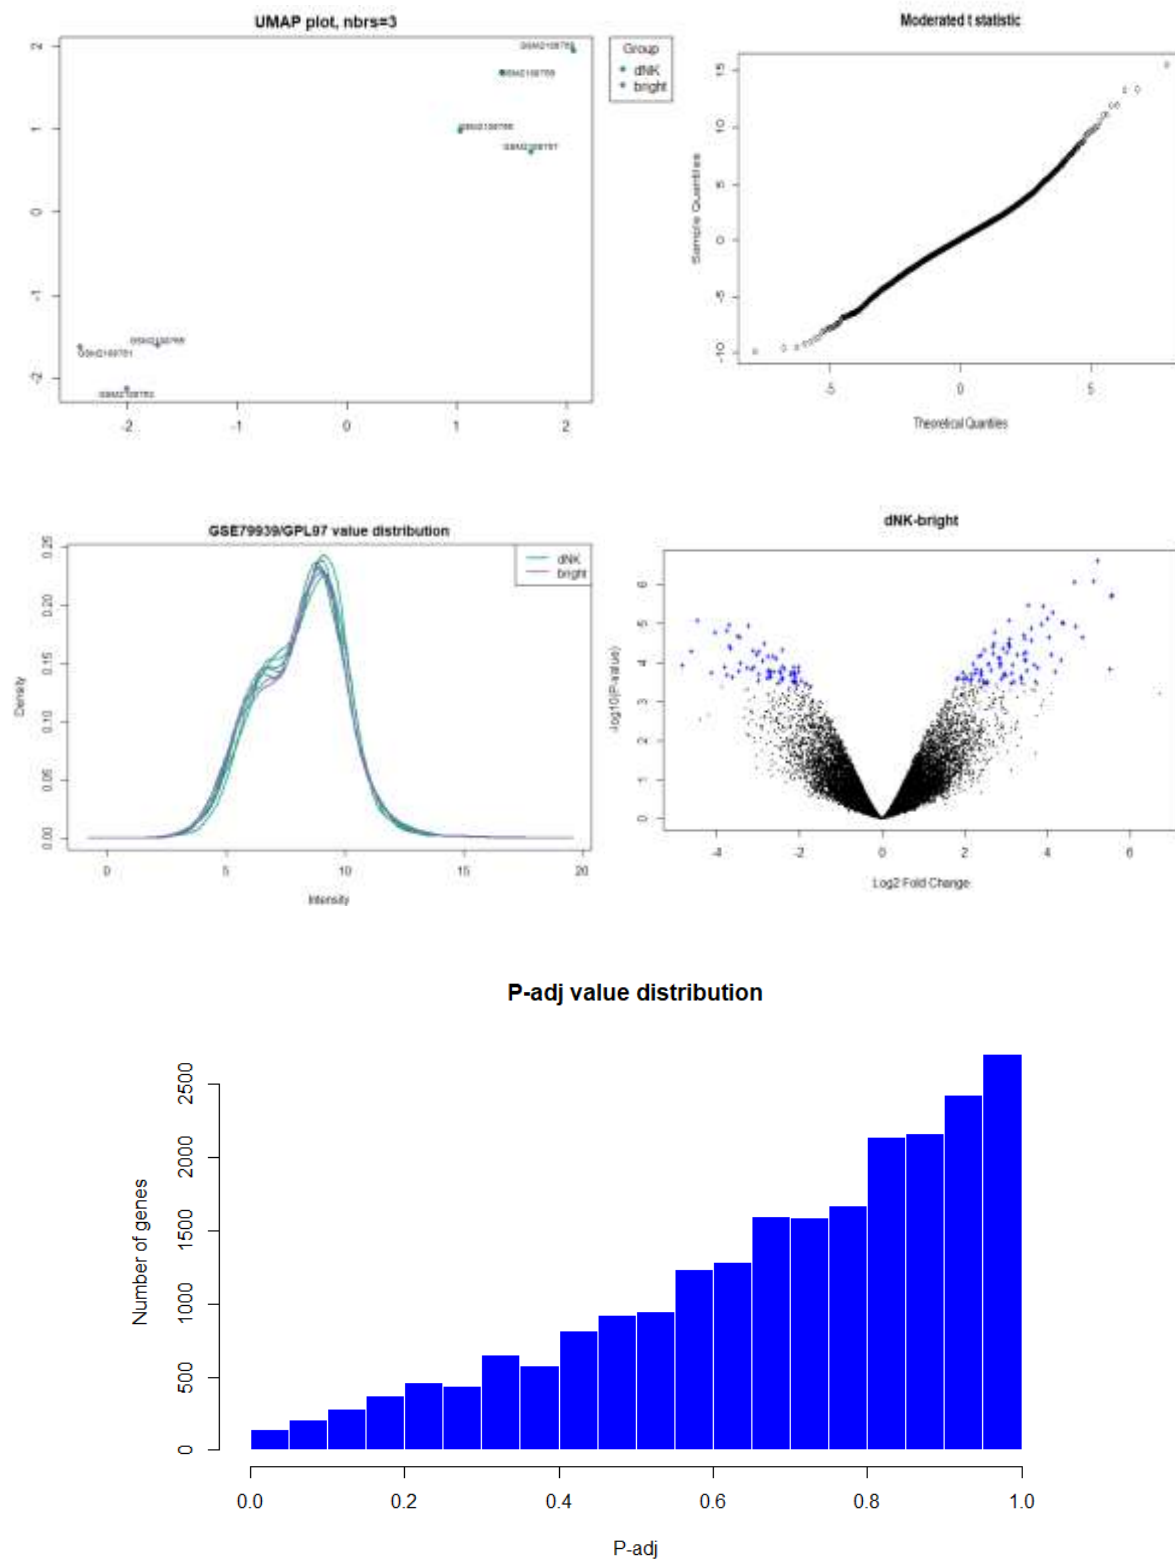 UMAP plot, nbrs=3
Group
dNK
bright
2
1
0
-1
-2
-2 -1 0 1 2
Moderated t statistic
Sample Quantiles
15
10
5
0
-5
-10
-5 0 5
Theoretical Quantiles
GSE79939/GPL97 value distribution
dNK
bright
Density
0.25
0.20
0.15
0.10
0.05
0.00
0 5 10 15 20
Intensity
dNK-bright
-log10(P-value)
6
5
4
3
2
1
0
-4 -2 0 2 4 6
Log2 Fold Change
P-adj value distribution
Number of genes
2500
2000
1500
1000
500
0
0.0 0.2 0.4 0.6 0.8 1.0
P-adj